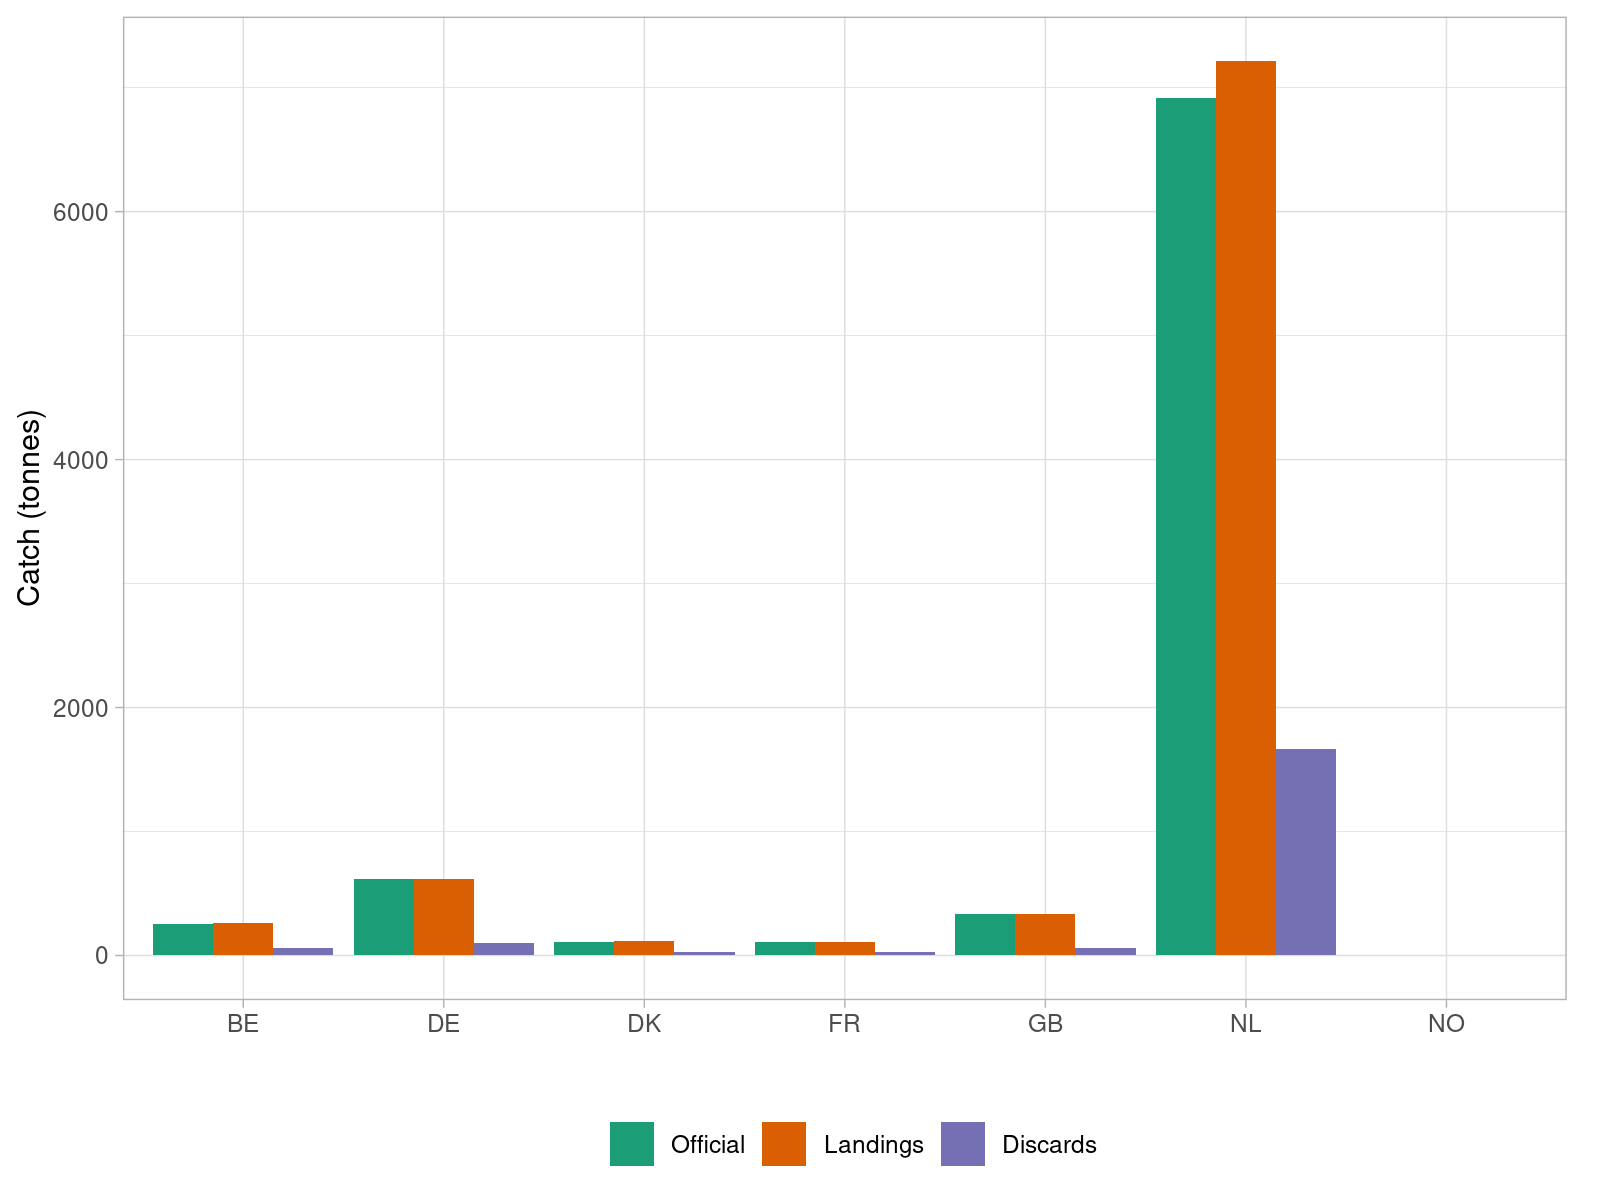 Catch (tonnes)
6000
4000
2000
0
BE DE DK FR GB NL NO
Official Landings Discards